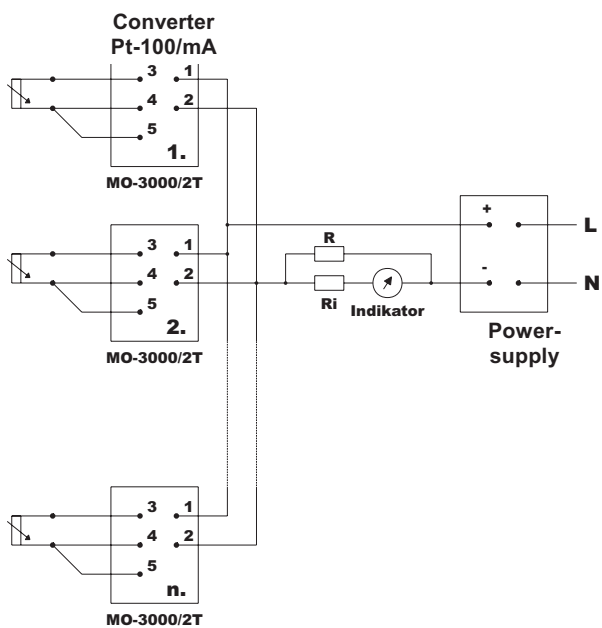 Converter
Pt-100/mA
3 1
4 2
5
1.
MO-3000/2T
+ L
R
3 1
4 2
- N
Ri Indikator
5
2.
Power-
supply
MO-3000/2T
3 1
4 2
5
n.
MO-3000/2T